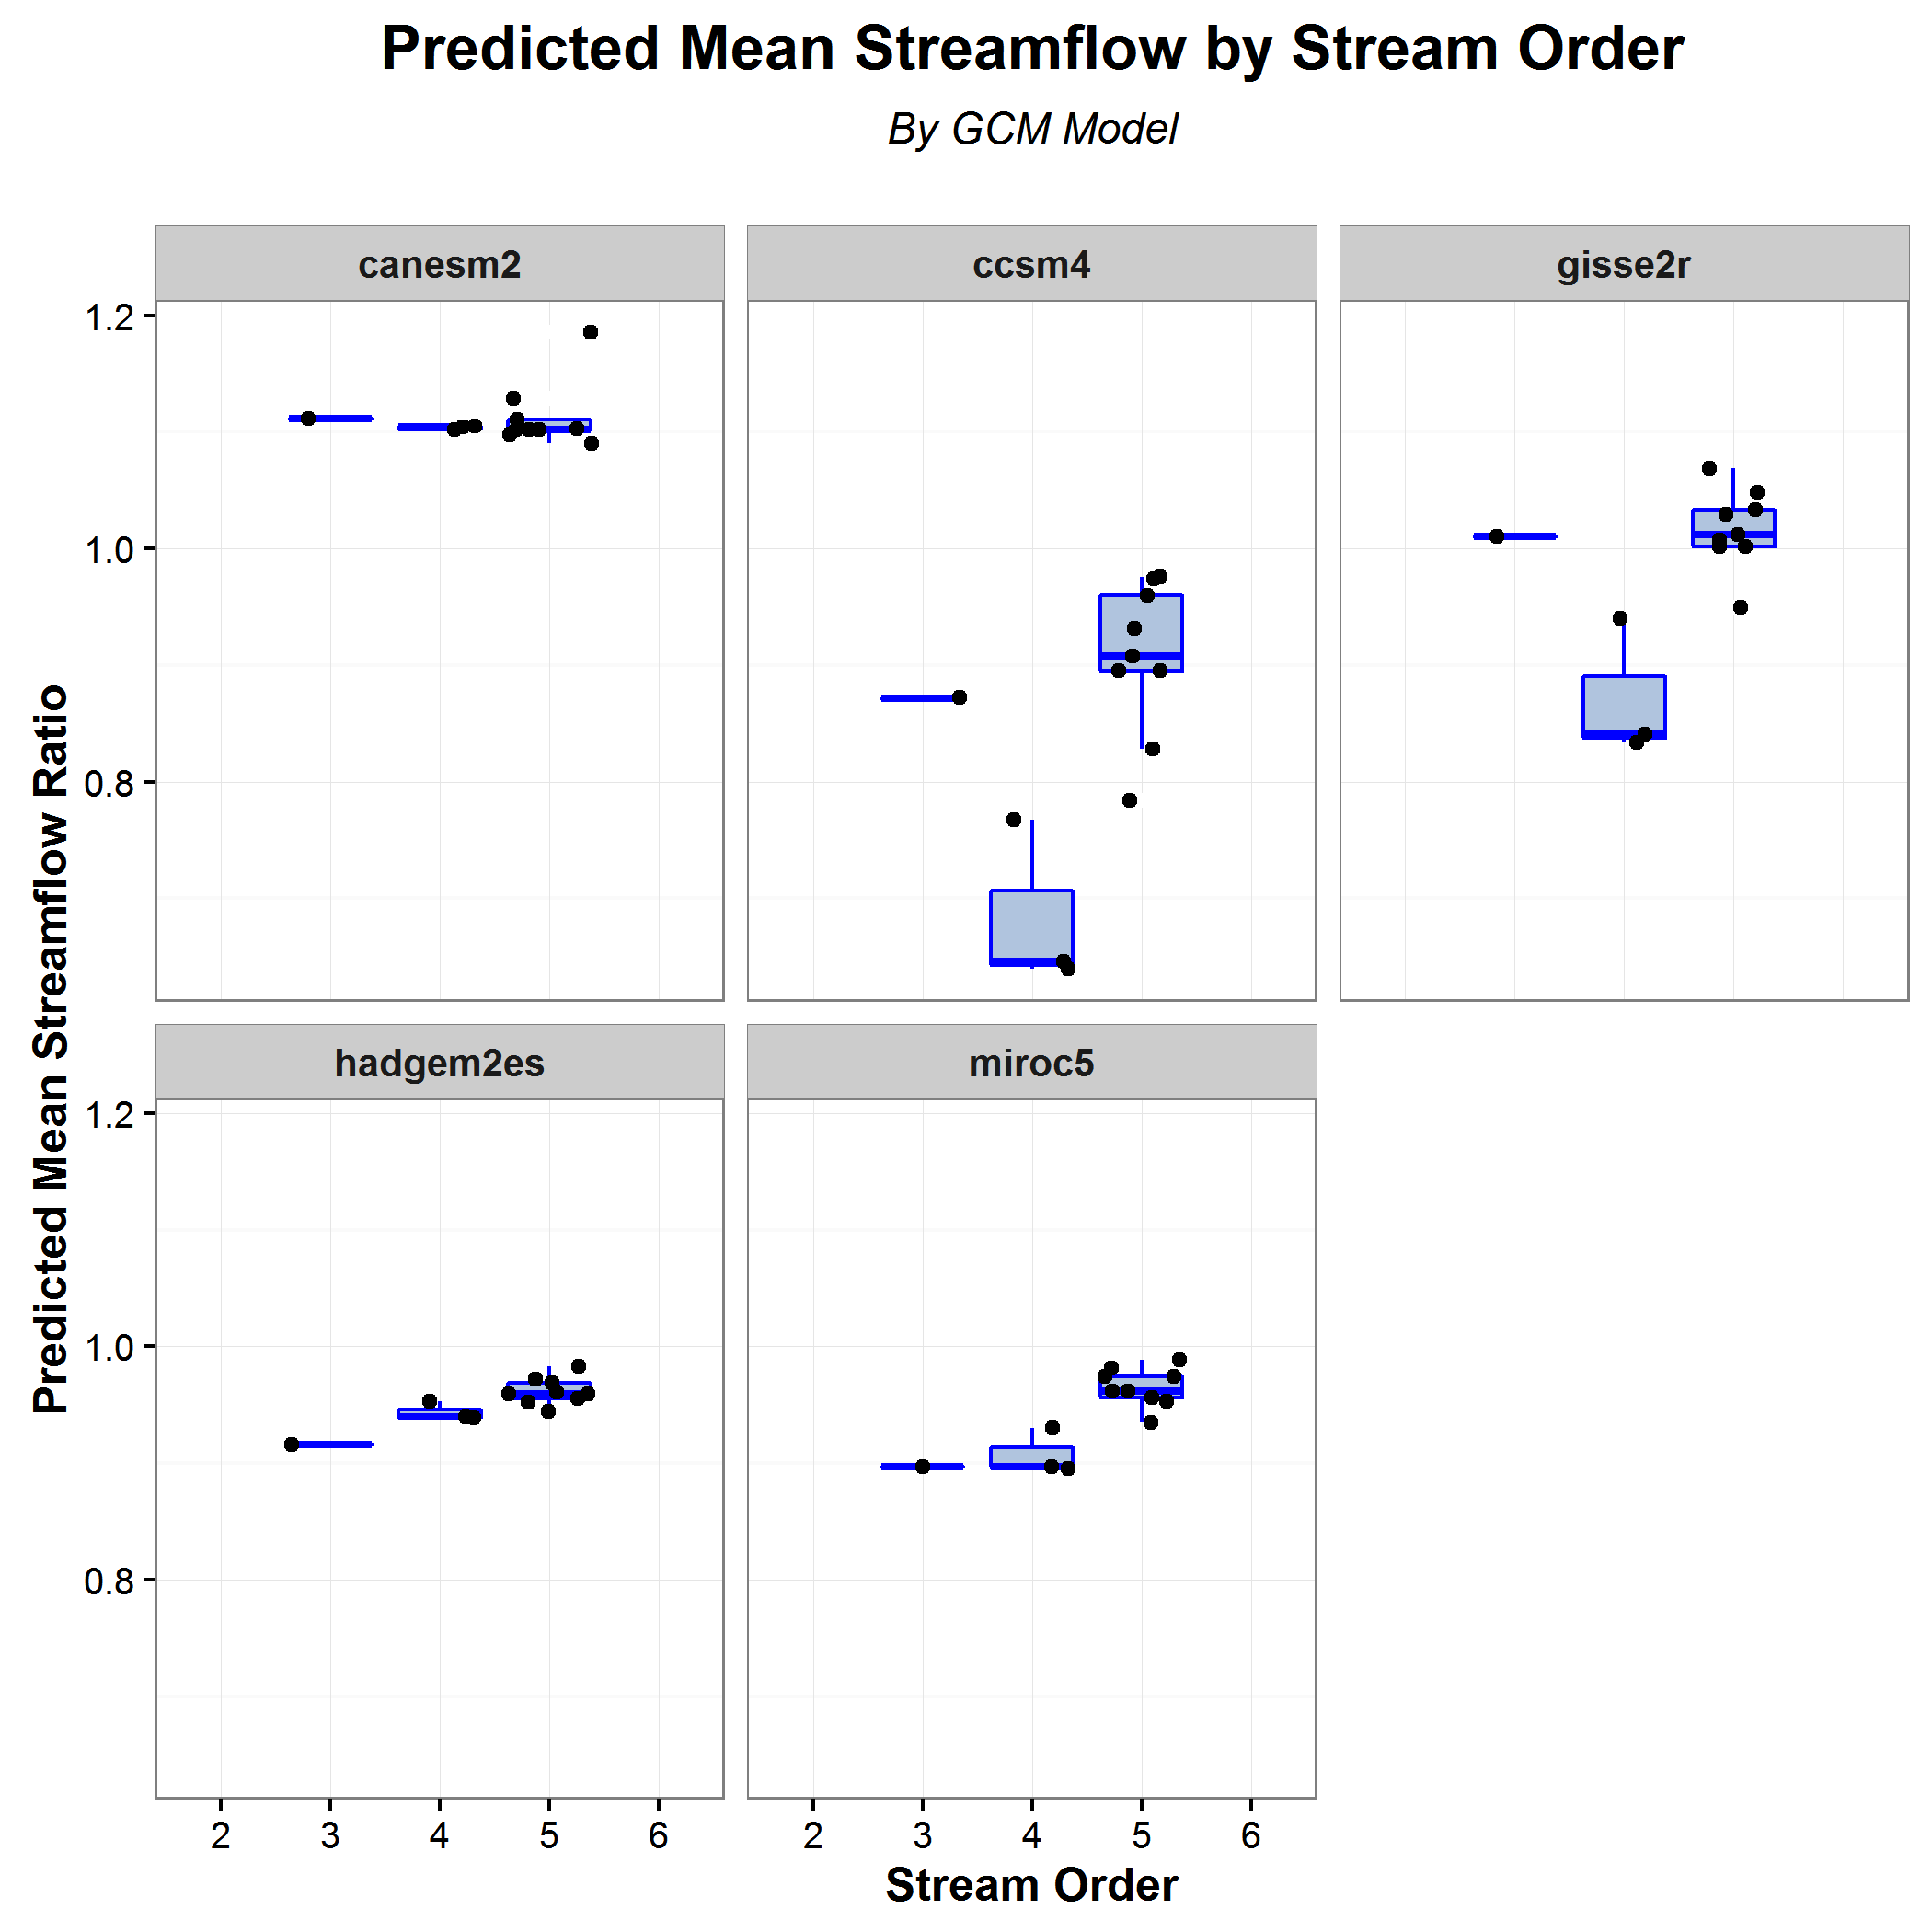 Predicted Mean Streamflow by Stream Order
By GCM Model
canesm2
ccsm4
gisse2r
1.2
1.0
0.8
hadgem2es
miroc5
1.2
1.0
0.8
Predicted Mean Streamflow Ratio
2 3 4 5 6
2 3 4 5 6
Stream Order